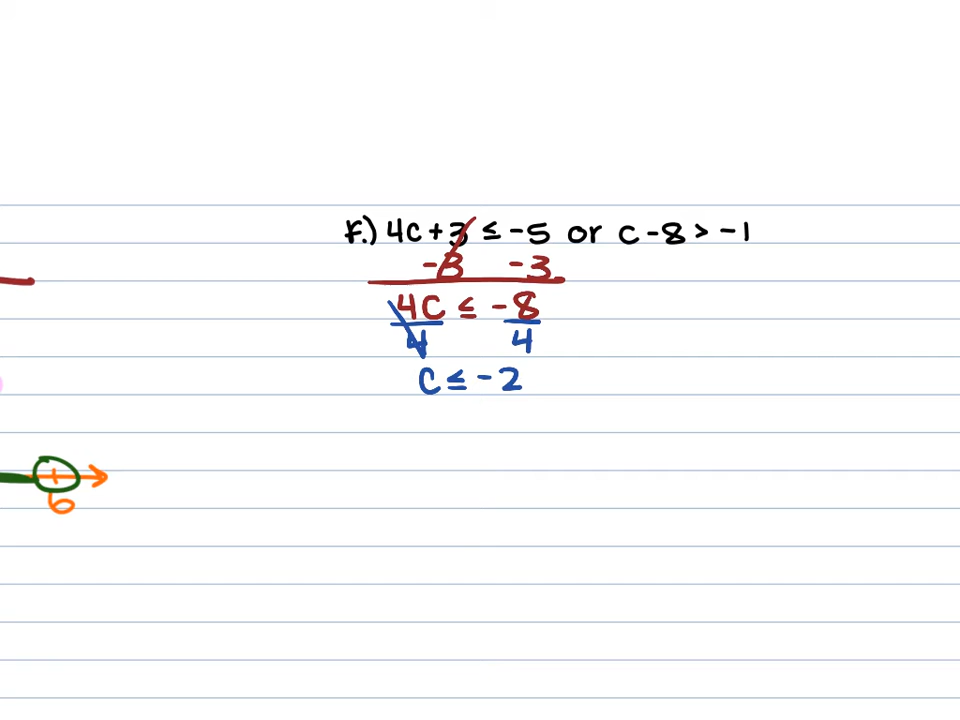 F.) 4c + 3 ≤ -5 or c - 8 > -1
-3 -3
4c ≤ -8
4 4
c ≤ -2
6